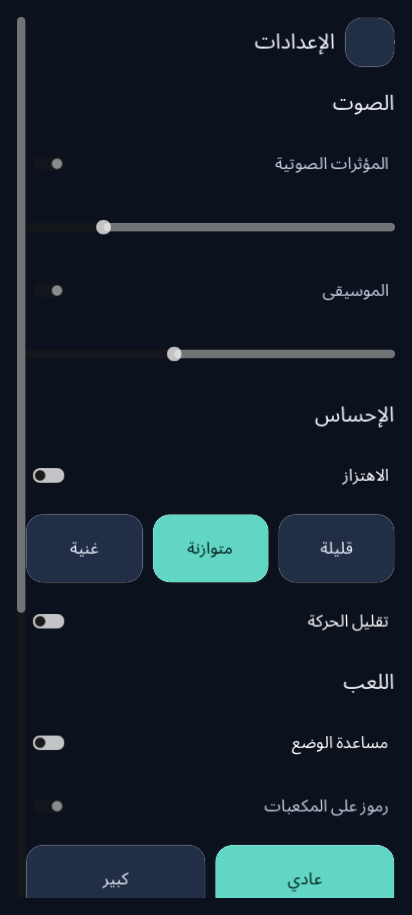 الإعدادات
الصوت
المؤثرات الصوتية
الموسيقى
الإحساس
الاهتزاز
قليلة
متوازنة
غنية
تقليل الحركة
اللعب
مساعدة الوضع
رموز على المكعبات
عادي
كبير